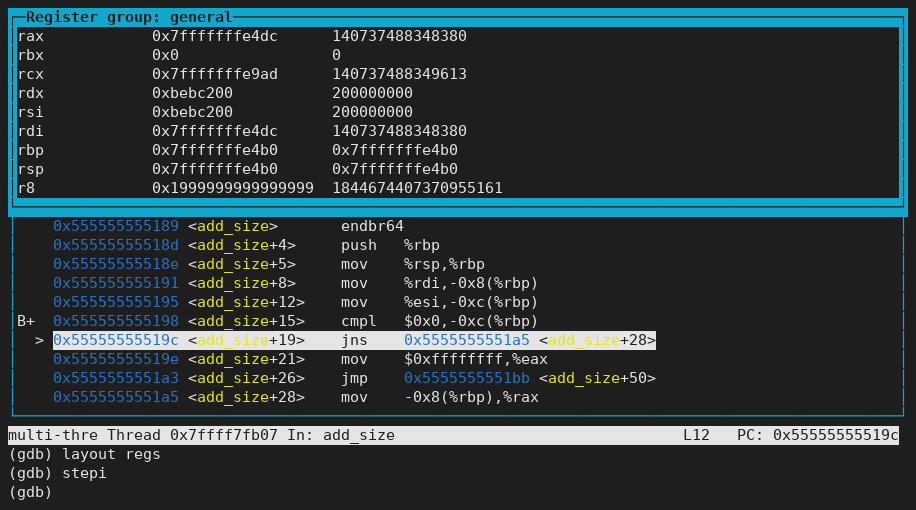 Register group: general
rax 0x7fffffffe4dc 140737488348380
rbx 0x0 0
rcx 0x7fffffffe9ad 140737488349613
rdx 0xbebc200 200000000
rsi 0xbebc200 200000000
rdi 0x7fffffffe4dc 140737488348380
rbp 0x7fffffffe4b0 0x7fffffffe4b0
rsp 0x7fffffffe4b0 0x7fffffffe4b0
r8 0x1999999999999999 1844674407370955161
0x555555555189 <add_size> endbr64
0x55555555518d <add_size+4> push %rbp
0x55555555518e <add_size+5> mov %rsp,%rbp
0x555555555191 <add_size+8> mov %rdi,-0x8(%rbp)
0x555555555195 <add_size+12> mov %esi,-0xc(%rbp)
B+ 0x555555555198 <add_size+15> cmpl $0x0,-0xc(%rbp)
> 0x55555555519c <add_size+19> jns 0x5555555551a5 <add_size+28>
0x55555555519e <add_size+21> mov $0xffffffff,%eax
0x5555555551a3 <add_size+26> jmp 0x5555555551bb <add_size+50>
0x5555555551a5 <add_size+28> mov -0x8(%rbp),%rax
multi-thre Thread 0x7ffff7fb07 In: add_size L12 PC: 0x55555555519c
(gdb) layout regs
(gdb) stepi
(gdb)